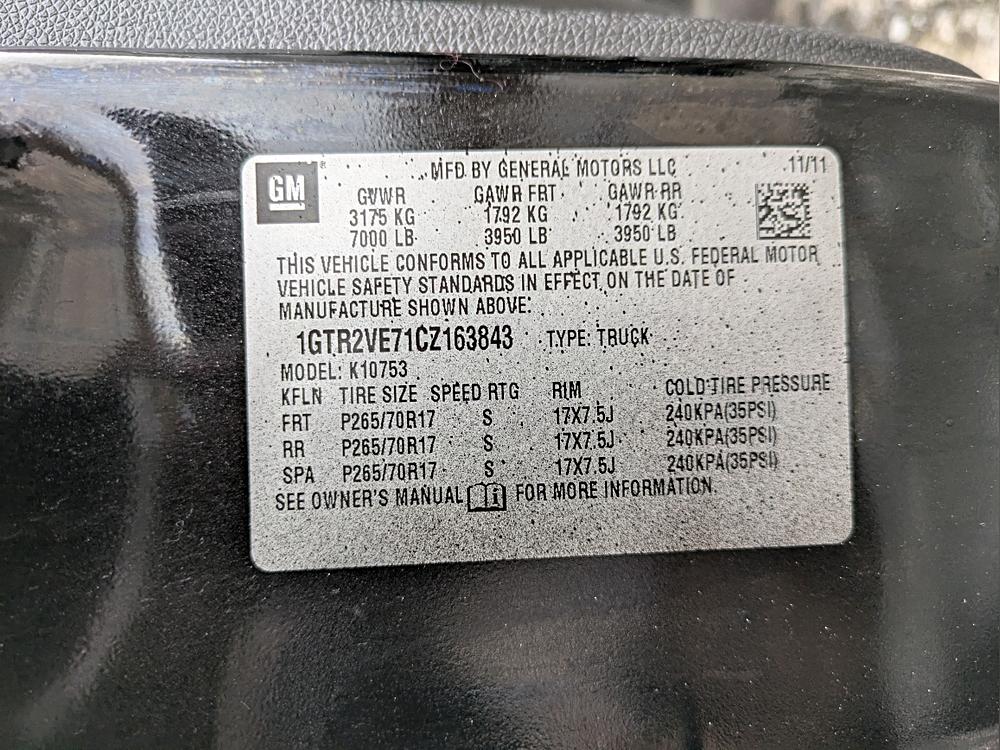 GM
MFD BY GENERAL MOTORS LLC 11/11
GVWR GAWR FRT GAWR RR
3175 KG 1792 KG 1792 KG
7000 LB 3950 LB 3950 LB
THIS VEHICLE CONFORMS TO ALL APPLICABLE U.S. FEDERAL MOTOR
VEHICLE SAFETY STANDARDS IN EFFECT ON THE DATE OF
MANUFACTURE SHOWN ABOVE.
1GTR2VE71CZ163843 TYPE: TRUCK
MODEL: K10753
KFLN TIRE SIZE SPEED RTG RIM COLD TIRE PRESSURE
FRT P265/70R17 S 17X7.5J 240KPA(35PSI)
RR P265/70R17 S 17X7.5J 240KPA(35PSI)
SPA P265/70R17 S 17X7.5J 240KPA(35PSI)
SEE OWNER'S MANUAL FOR MORE INFORMATION.